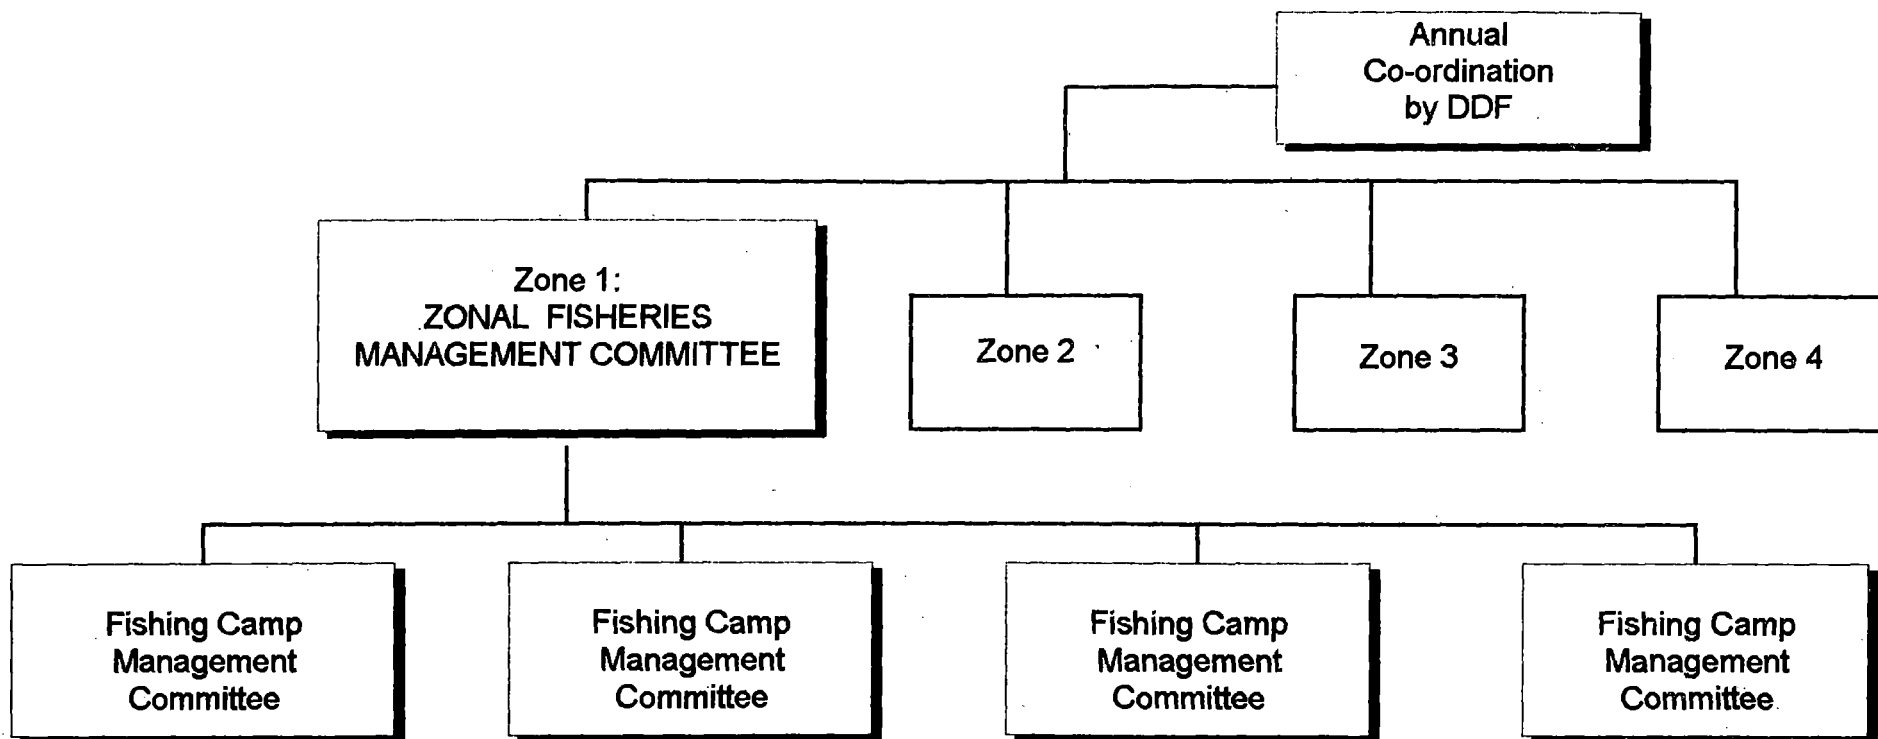 Annual
Co-ordination
by DDF
Zone 1:
ZONAL FISHERIES
MANAGEMENT COMMITTEE
Zone 2
Zone 3
Zone 4
Fishing Camp
Management
Committee
Fishing Camp
Management
Committee
Fishing Camp
Management
Committee
Fishing Camp
Management
Committee